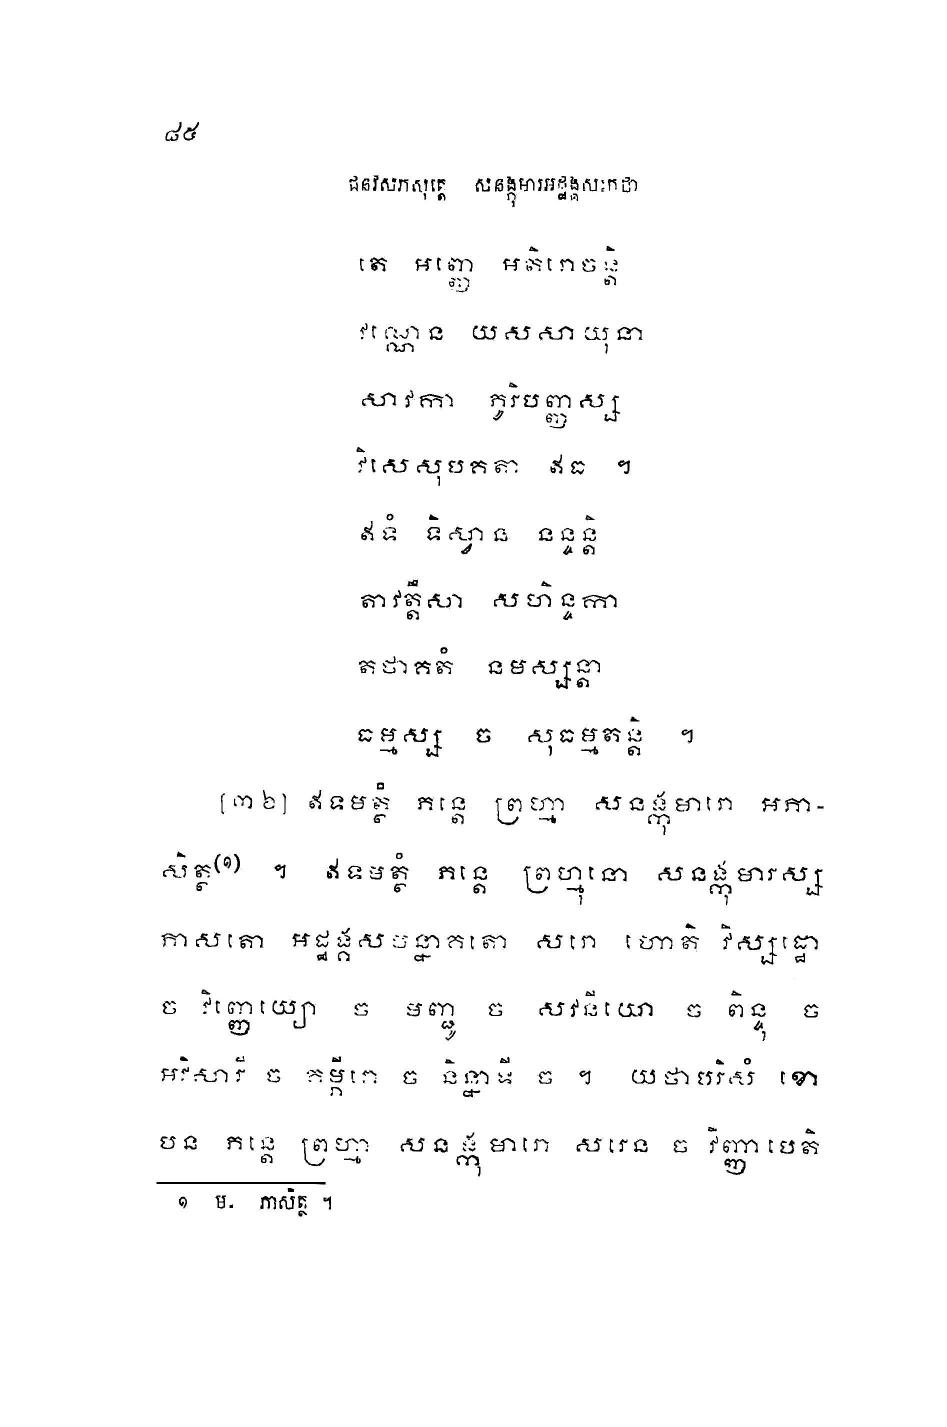 ៨៥
ជនវសភសុត្តេ សនង្កុមារអដ្ឋង្គសរកថា
តេ អញ្ញេ អតិរោចន្តិ
វណ្ណេន យសសាយុនា
សាវកា ភូរិបញ្ញស្ស
វិសេសុបគតា ឥធ ។
ឥទំ ទិស្វាន នន្ទន្តិ
តាវត្តឹសា សហិន្ទកា
តថាគតំ នមស្សន្តា
ធម្មស្ស ច សុធម្មតន្តិ ។
[៣៦] ឥទមត្ថំ ភន្តេ ព្រហ្មា សនង្កុមារោ អភា-
សិត្ថ(១) ។ ឥទមត្ថំ ភន្តេ ព្រហ្មុនោ សនង្កុមារស្ស
ភាសតោ អដ្ឋង្គសមន្នាគតោ សរោ ហោតិ វិស្សដ្ឋោ
ច វិញ្ញេយ្យោ ច មញ្ជូ ច សវនីយោ ច ពិន្ទុ ច
អវិសារី ច គម្ភីរោ ច និន្នាទី ច ។ យថាបរិសំ ខោ
បន ភន្តេ ព្រហ្មា សនង្កុមារោ សរេន ច វិញ្ញាបេតិ
១ ម. ភាសិត្ថ ។